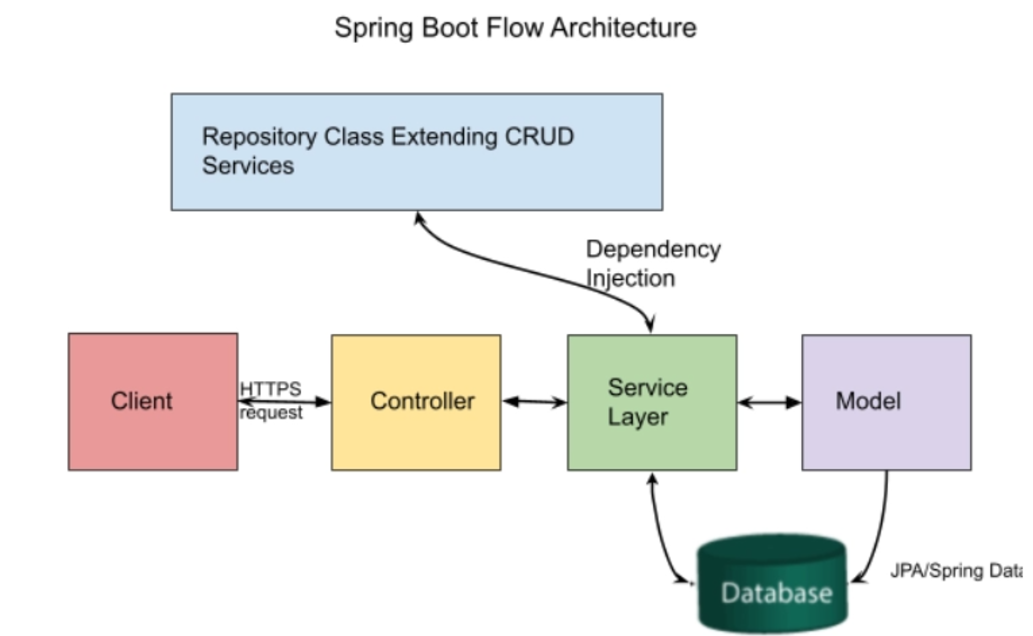 Spring Boot Flow Architecture
Repository Class Extending CRUD
Services
Dependency
Injection
Client
HTTPS
request
Controller
Service
Layer
Model
Database
JPA/Spring Data